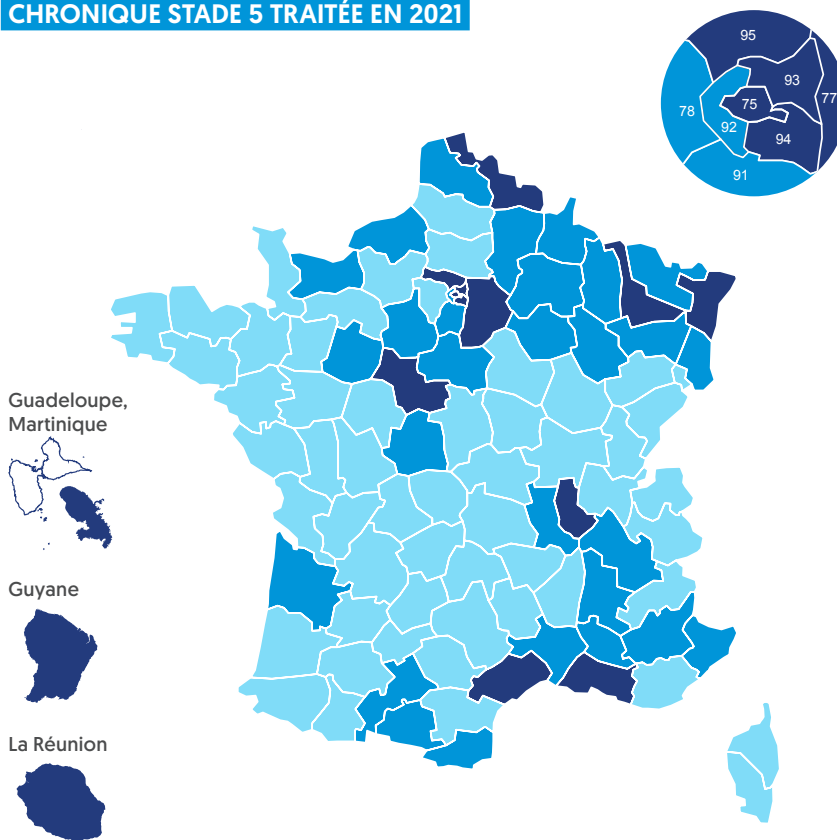 CHRONIQUE STADE 5 TRAITÉE EN 2021
95
93
77
75
78
92
94
91
Guadeloupe,
Martinique
Guyane
La Réunion